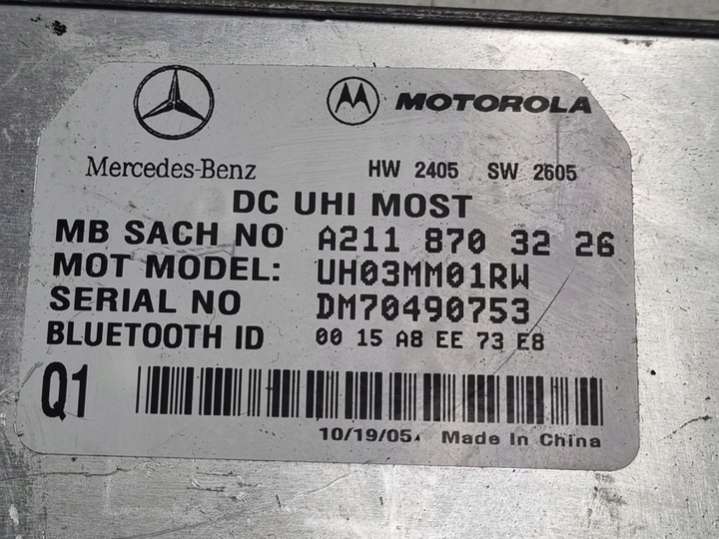 MOTOROLA
Mercedes-Benz HW 2405 SW 2605
DC UHI MOST
MB SACH NO A211 870 32 26
MOT MODEL: UH03MM01RW
SERIAL NO DM70490753
BLUETOOTH ID 00 15 A8 EE 73 E8
Q1
10/19/05 Made In China